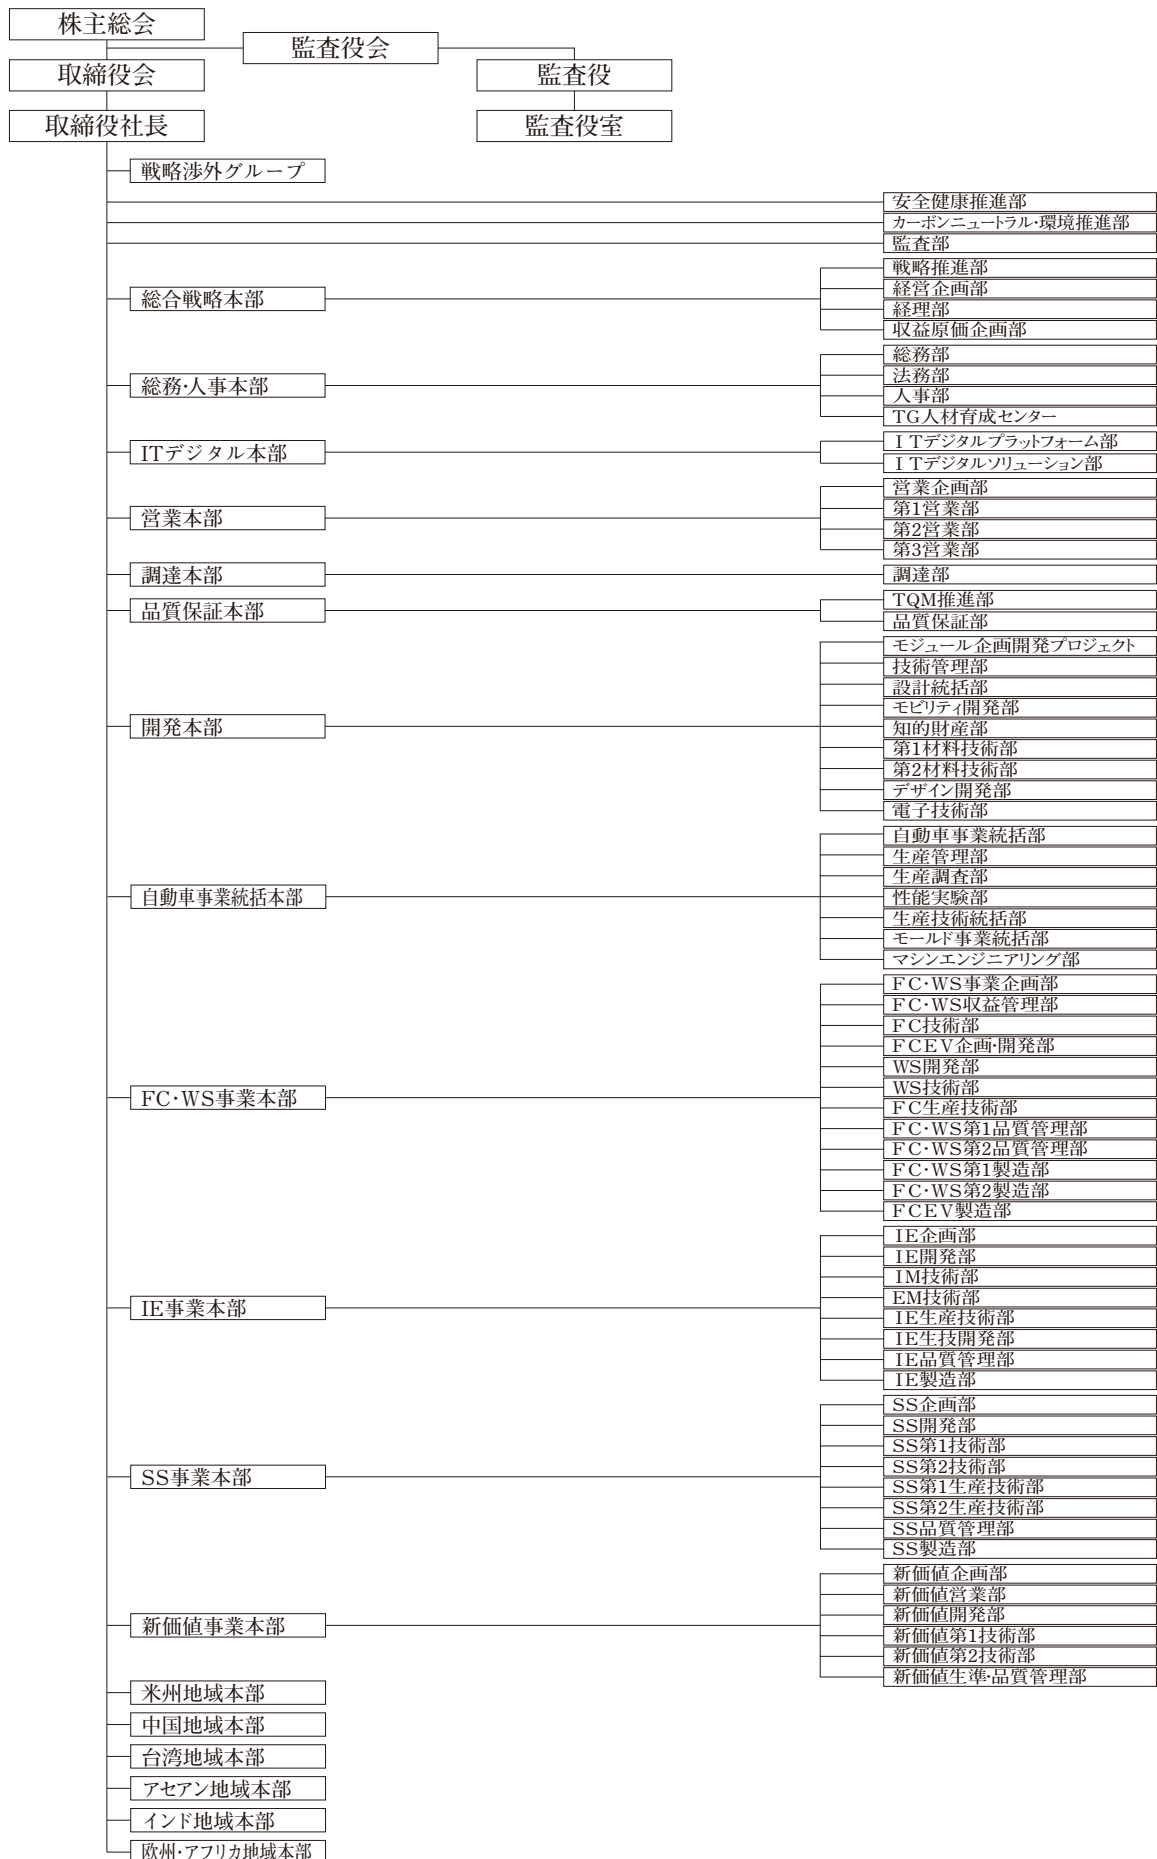 株主総会
監査役会
取締役会
監査役
取締役社長
監査役室
戦略渉外グループ
安全健康推進部
カーボンニュートラル・環境推進部
監査部
総合戦略本部
戦略推進部
経営企画部
経理部
収益原価企画部
総務・人事本部
総務部
法務部
人事部
TG人材育成センター
ITデジタル本部
ITデジタルプラットフォーム部
ITデジタルソリューション部
営業本部
営業企画部
第1営業部
第2営業部
第3営業部
調達本部
調達部
品質保証本部
TQM推進部
品質保証部
開発本部
モジュール企画開発プロジェクト
技術管理部
設計統括部
モビリティ開発部
知的財産部
第1材料技術部
第2材料技術部
デザイン開発部
電子技術部
自動車事業統括本部
自動車事業統括部
生産管理部
生産調査部
性能実験部
生産技術統括部
モールド事業統括部
マシンエンジニアリング部
FC・WS事業本部
FC・WS事業企画部
FC・WS収益管理部
FC技術部
FCEV企画・開発部
WS開発部
WS技術部
FC生産技術部
FC・WS第1品質管理部
FC・WS第2品質管理部
FC・WS第1製造部
FC・WS第2製造部
FCEV製造部
IE事業本部
IE企画部
IE開発部
IM技術部
EM技術部
IE生産技術部
IE生技開発部
IE品質管理部
IE製造部
SS事業本部
SS企画部
SS開発部
SS第1技術部
SS第2技術部
SS第1生産技術部
SS第2生産技術部
SS品質管理部
SS製造部
新価値事業本部
新価値企画部
新価値営業部
新価値開発部
新価値第1技術部
新価値第2技術部
新価値生準・品質管理部
米州地域本部
中国地域本部
台湾地域本部
アセアン地域本部
インド地域本部
欧州・アフリカ地域本部